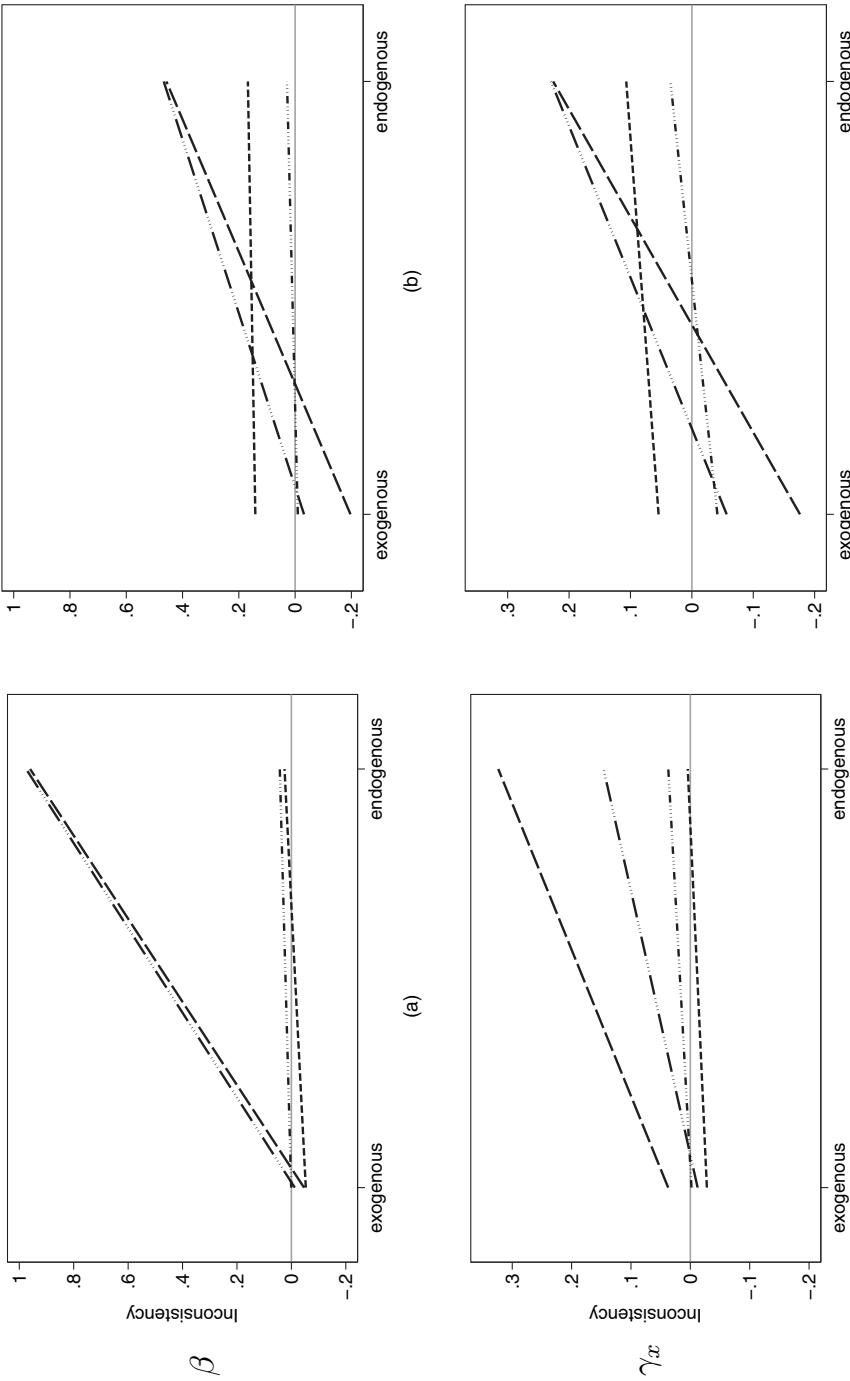 β
Inconsistency
1
.8
.6
.4
.2
0
-.2
exogenous
endogenous
(a)
1
.8
.6
.4
.2
0
-.2
exogenous
endogenous
(b)
γx
Inconsistency
.3
.2
.1
0
-.1
-.2
exogenous
endogenous
.3
.2
.1
0
-.1
-.2
exogenous
endogenous